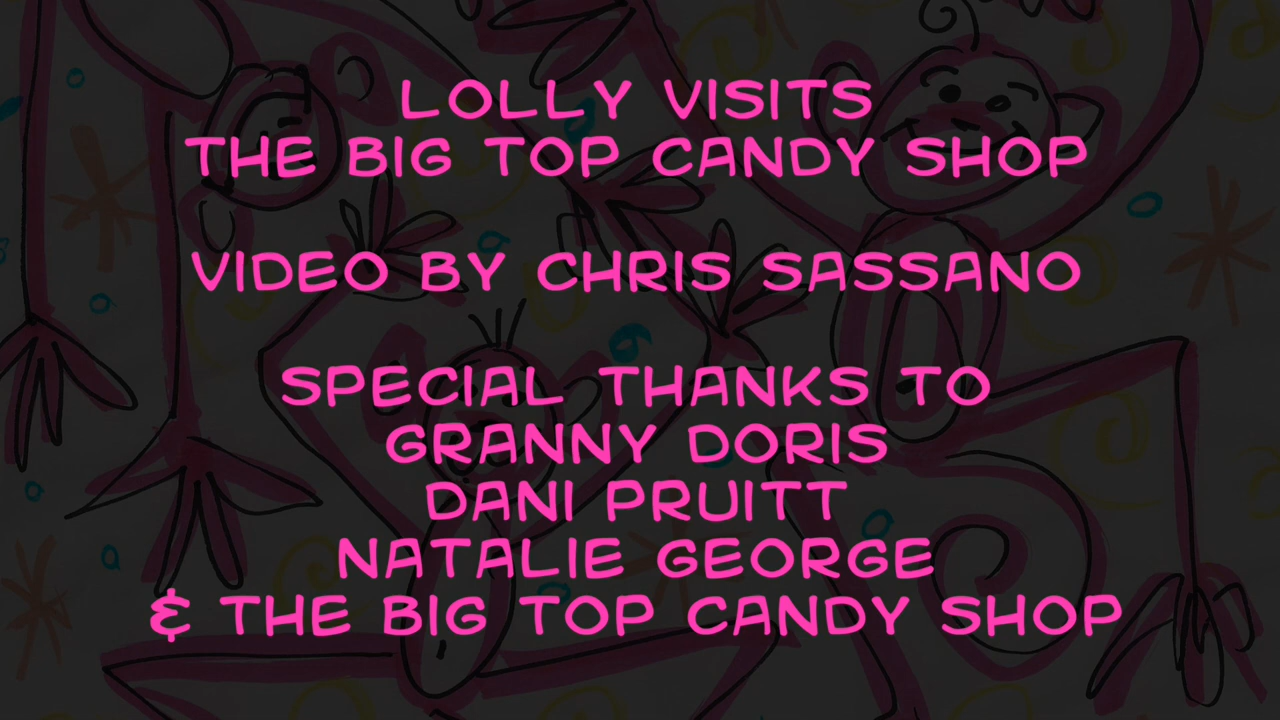 LOLLY VISITS
THE BIG TOP CANDY SHOP
VIDEO BY CHRIS SASSANO
SPECIAL THANKS TO
GRANNY DORIS
DANI PRUITT
NATALIE GEORGE
& THE BIG TOP CANDY SHOP